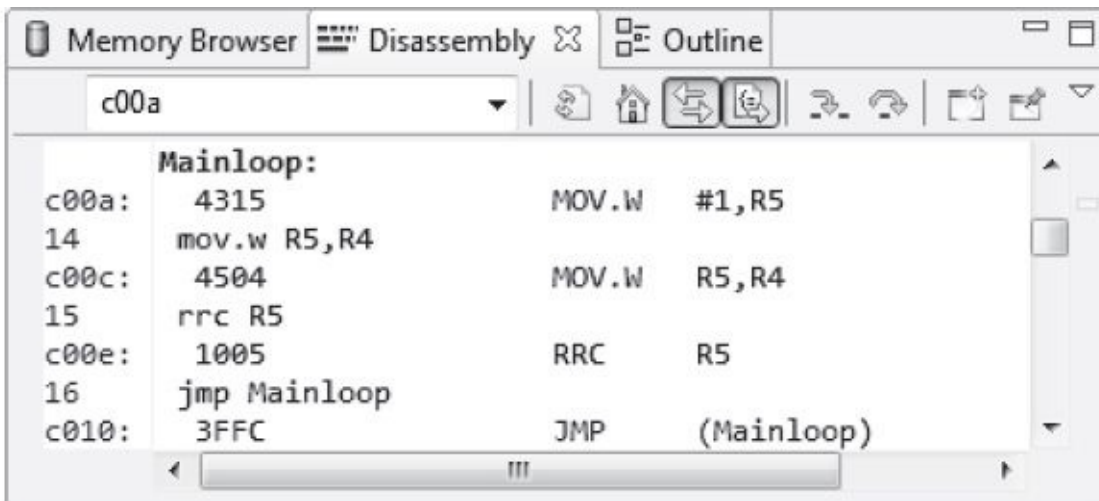 Memory Browser Disassembly Outline
c00a
Mainloop:
c00a: 4315 MOV.W #1,R5
14 mov.w R5,R4
c00c: 4504 MOV.W R5,R4
15 rrc R5
c00e: 1005 RRC R5
16 jmp Mainloop
c010: 3FFC JMP (Mainloop)